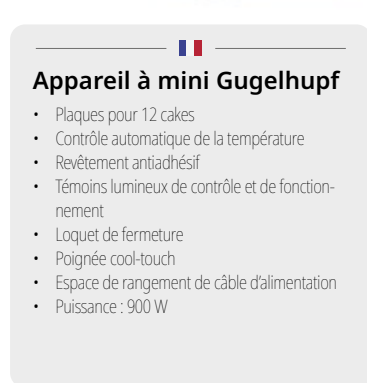 Appareil à mini Gugelhupf
• Plaques pour 12 cakes
• Contrôle automatique de la température
• Revêtement antiadhésif
• Témoins lumineux de contrôle et de fonction-
nement
• Loquet de fermeture
• Poignée cool-touch
• Espace de rangement de câble d’alimentation
• Puissance : 900 W